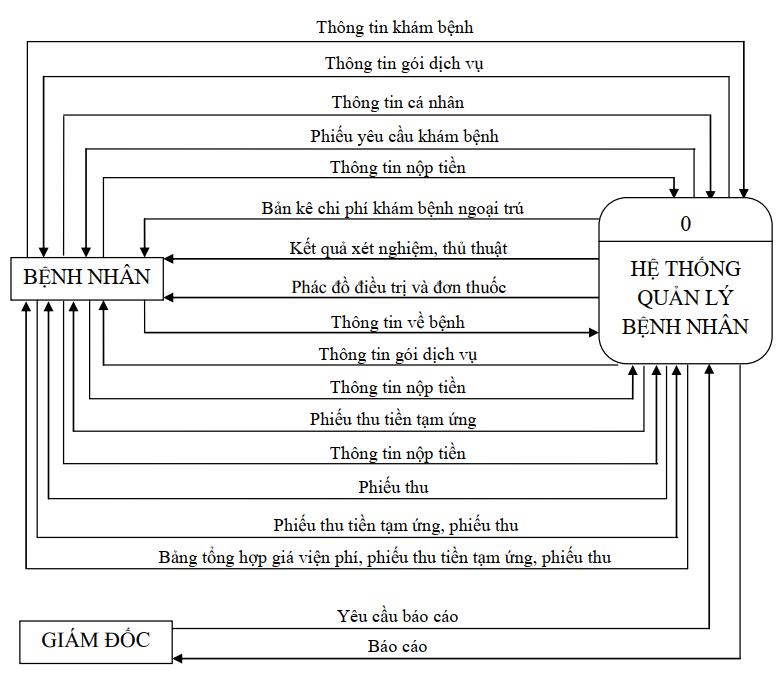 Thông tin khám bệnh
Thông tin gói dịch vụ
Thông tin cá nhân
Phiếu yêu cầu khám bệnh
Thông tin nộp tiền
Bản kê chi phí khám bệnh ngoại trú
0
Kết quả xét nghiệm, thủ thuật
BỆNH NHÂN
HỆ THỐNG
QUẢN LÝ
BỆNH NHÂN
Phác đồ điều trị và đơn thuốc
Thông tin về bệnh
Thông tin gói dịch vụ
Thông tin nộp tiền
Phiếu thu tiền tạm ứng
Thông tin nộp tiền
Phiếu thu
Phiếu thu tiền tạm ứng, phiếu thu
Bảng tổng hợp giá viện phí, phiếu thu tiền tạm ứng, phiếu thu
Yêu cầu báo cáo
GIÁM ĐỐC
Báo cáo